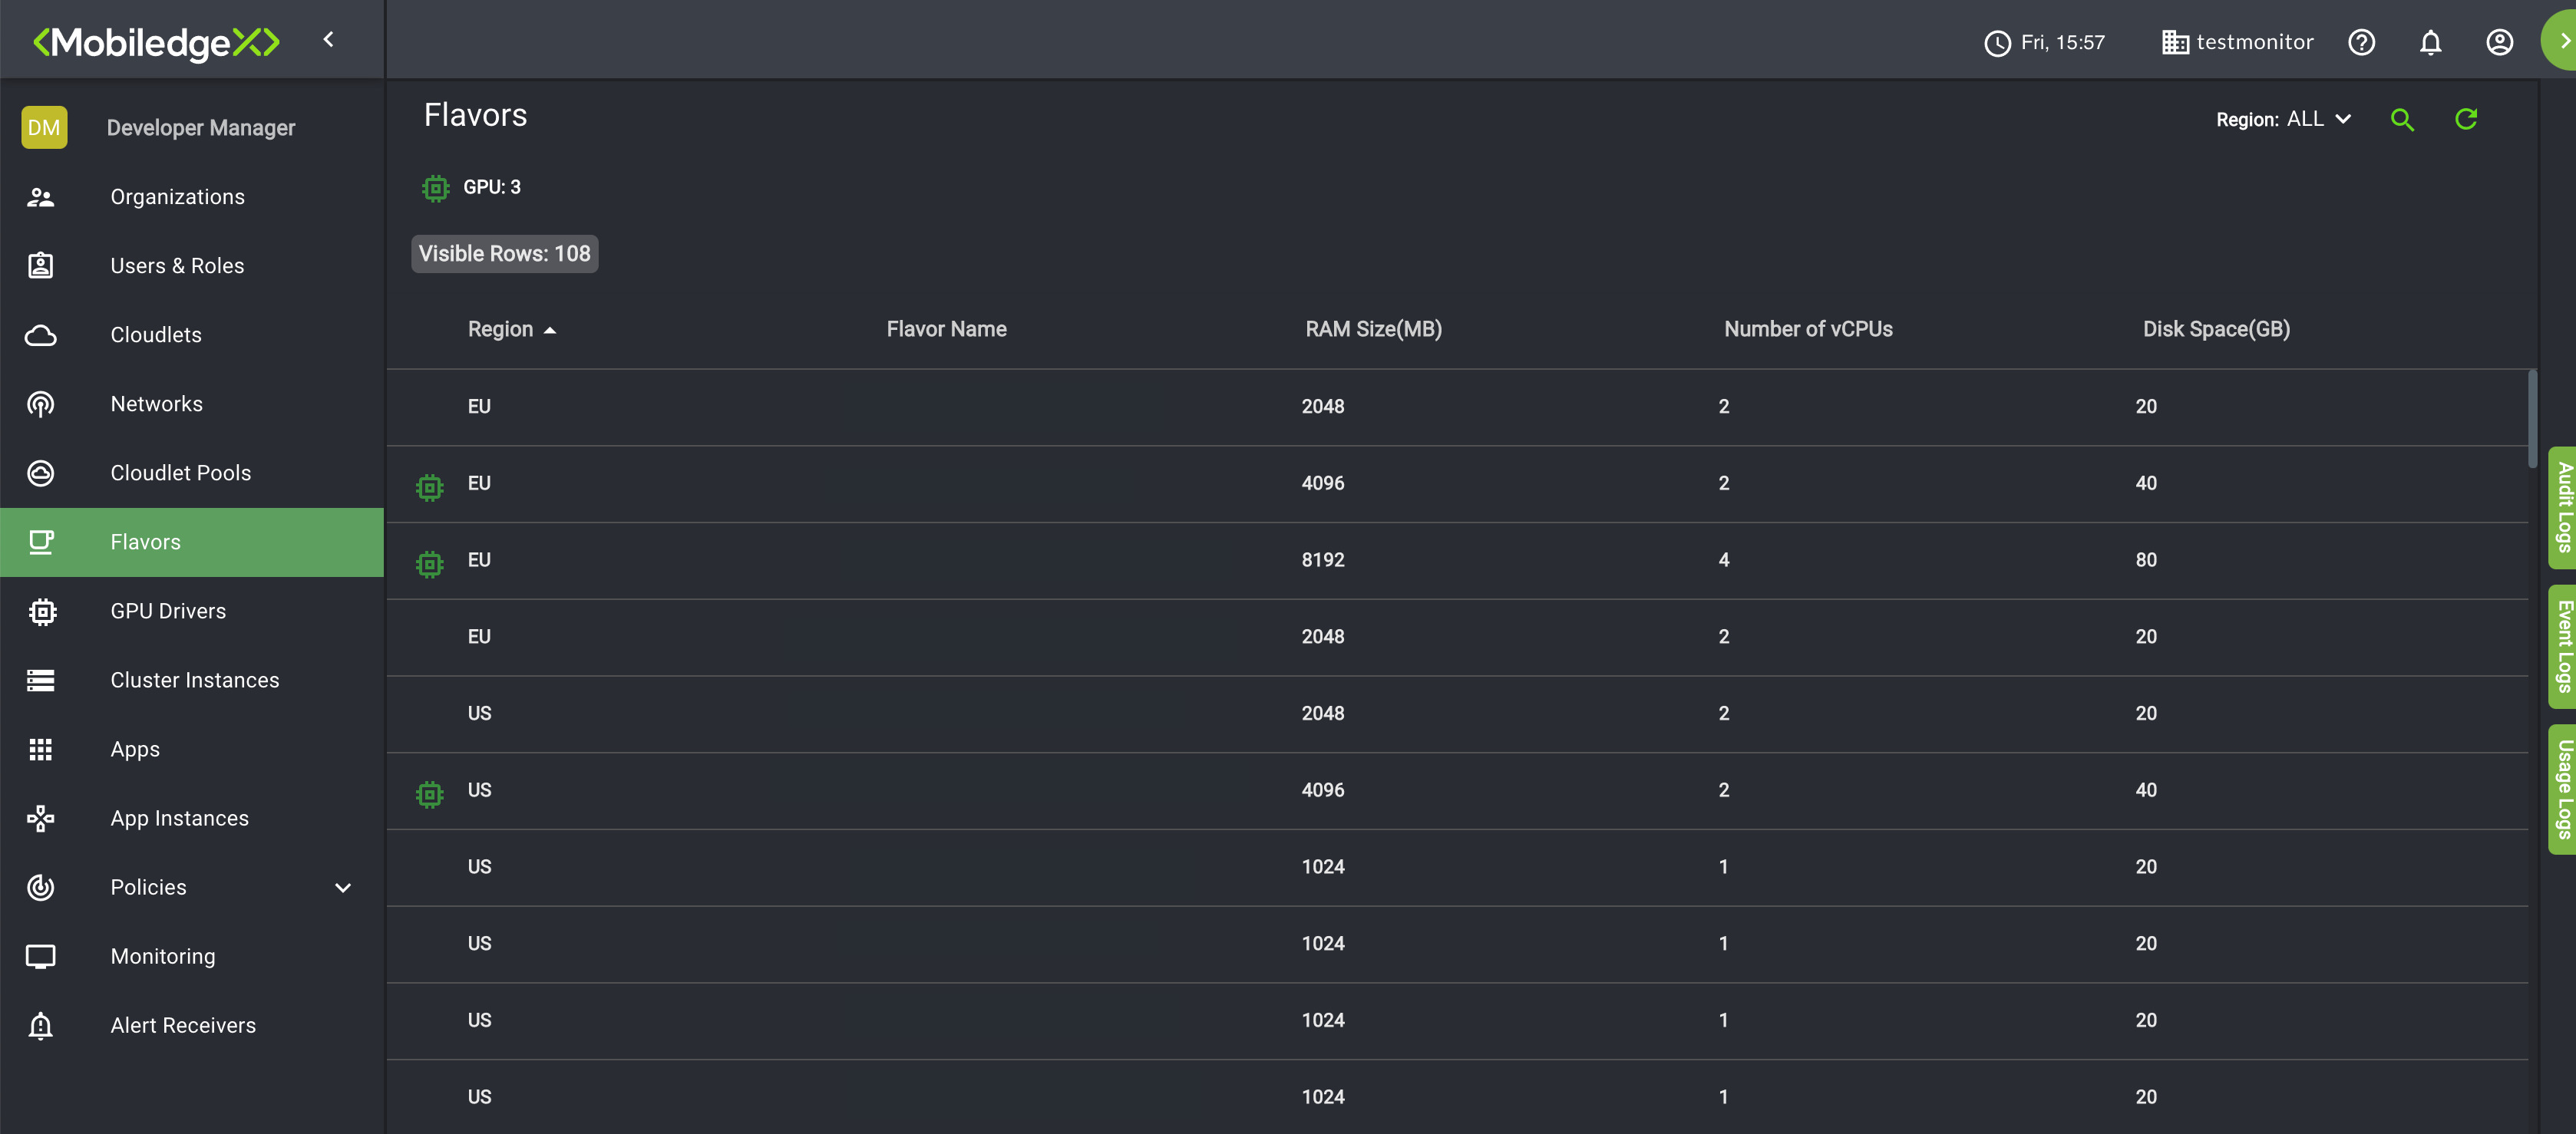 <MobiledgeX>
Fri, 15:57
testmonitor
DM
Developer Manager
Organizations
Users & Roles
Cloudlets
Networks
Cloudlet Pools
Flavors
GPU Drivers
Cluster Instances
Apps
App Instances
Policies
Monitoring
Alert Receivers
Flavors
Region: ALL
GPU: 3
Visible Rows: 108
Region Flavor Name RAM Size(MB) Number of vCPUs Disk Space(GB)
EU 2048 2 20
EU 4096 2 40
EU 8192 4 80
EU 2048 2 20
US 2048 2 20
US 4096 2 40
US 1024 1 20
US 1024 1 20
US 1024 1 20
US 1024 1 20
Audit Logs
Event Logs
Usage Logs